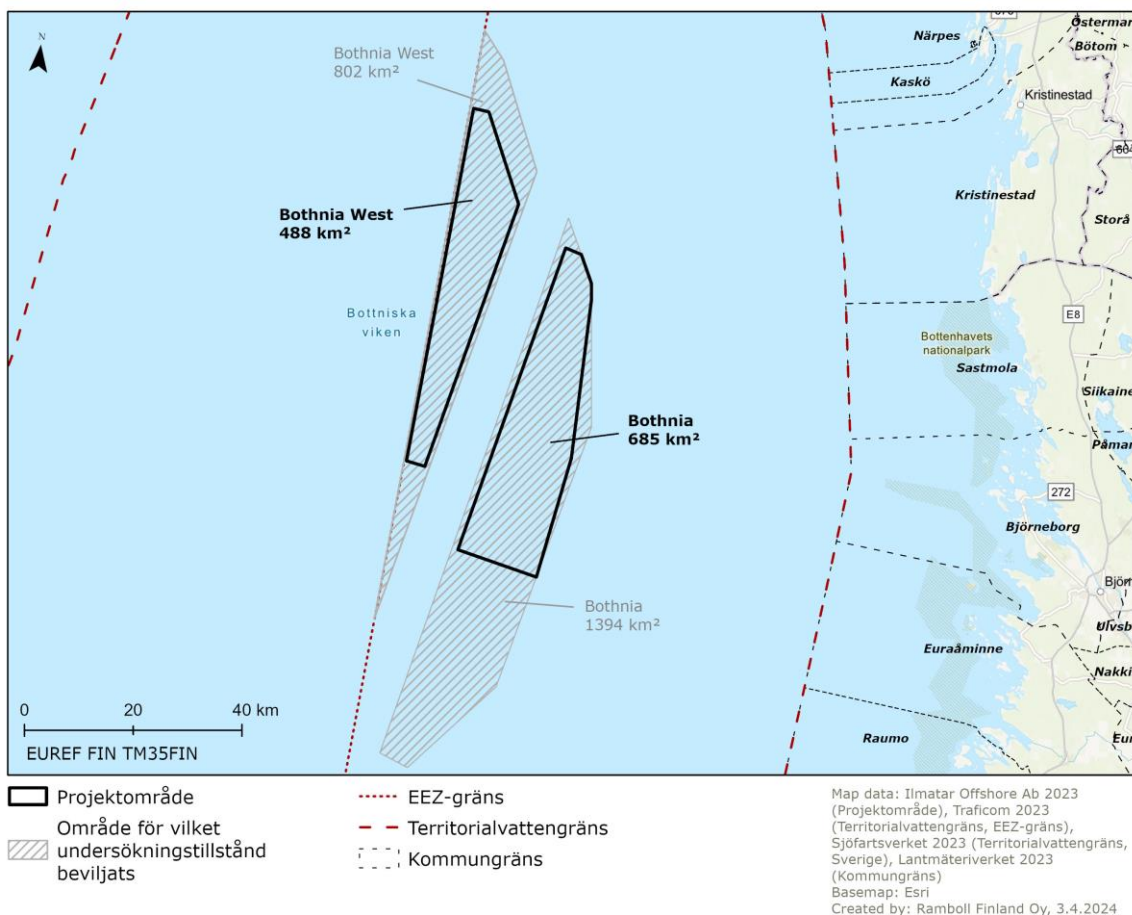 N
Bothnia West
802 km²
Bothnia West
488 km²
Bottniska
viken
Bothnia
685 km²
Bothnia
1394 km²
Närpes
Kaskö
Östermar
Bötom
Kristinestad
604
Kristinestad
Storå
E8
Bottenhavets
nationalpark
Sastmola
Siikaine
Påmar
272
Björneborg
Björn
Ulvsb
Euraåminne
Nakki
Raumo
Eur
0 20 40 km
EUREF FIN TM35FIN
Projektområde
Område för vilket
undersökningstillstånd
beviljats
EEZ-gräns
Territorialvattengräns
Kommungräns
Map data: Ilmatar Offshore Ab 2023
(Projektområde), Traficom 2023
(Territorialvattengräns, EEZ-gräns),
Sjöfartsverket 2023 (Territorialvattengräns,
Sverige), Lantmäteriverket 2023
(Kommungräns)
Basemap: Esri
Created by: Ramboll Finland Oy, 3.4.2024